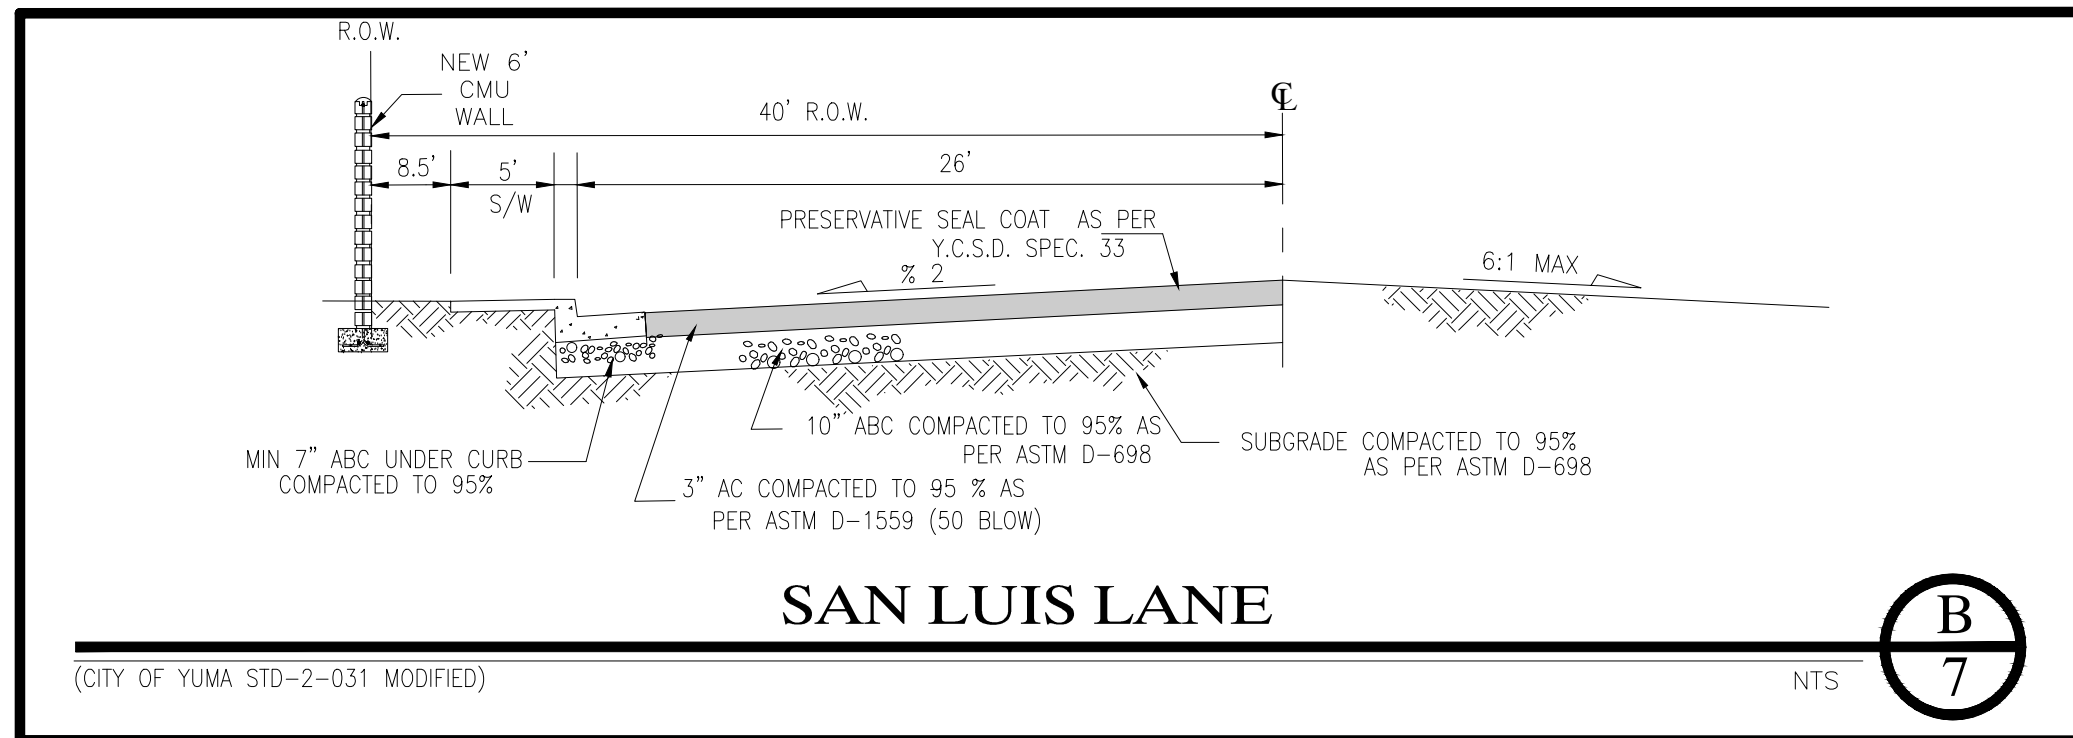 R.O.W.
NEW 6'
CMU
WALL
40' R.O.W.
℄
8.5'
5'
S/W
26'
PRESERVATIVE SEAL COAT AS PER
Y.C.S.D. SPEC. 33
% 2
6:1 MAX
10" ABC COMPACTED TO 95% AS
PER ASTM D-698
SUBGRADE COMPACTED TO 95%
AS PER ASTM D-698
MIN 7" ABC UNDER CURB
COMPACTED TO 95%
3" AC COMPACTED TO 95 % AS
PER ASTM D-1559 (50 BLOW)
SAN LUIS LANE
B
7
(CITY OF YUMA STD-2-031 MODIFIED)
NTS